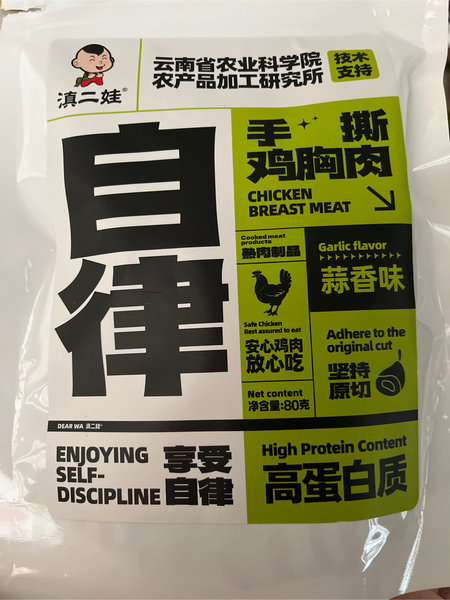 滇二娃®
云南省农业科学院
农产品加工研究所
技术
支持
自律
手撕
鸡胸肉
CHICKEN
BREAST MEAT
Cooked meat
products
熟肉制品
Garlic flavor
蒜香味
Safe Chicken
Rest assured to eat
安心鸡肉
放心吃
Adhere to the
original cut
坚持
原切
Net content
净含量:80克
DEAR WA 滇二娃®
ENJOYING
SELF-
DISCIPLINE
享受
自律
High Protein Content
高蛋白质